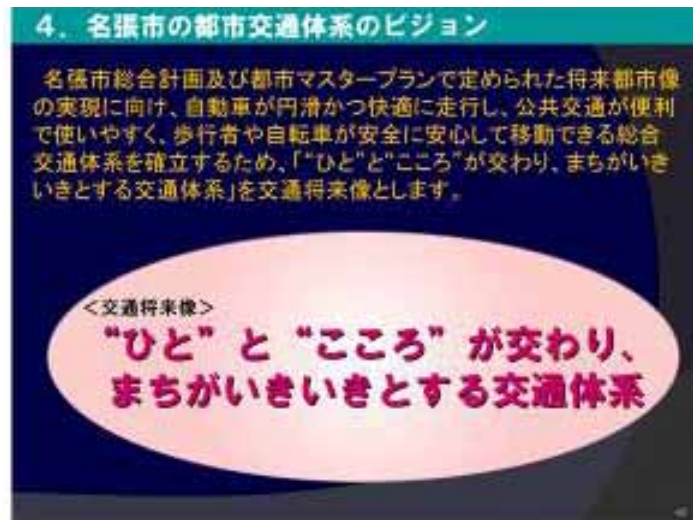 ４．名張市の都市交通体系のビジョン
名張市総合計画及び都市マスタープランで定められた将来都市像
の実現に向け、自動車が円滑かつ快適に走行し、公共交通が便利
で使いやすく、歩行者や自転車が安全に安心して移動できる総合
交通体系を確立するため、「“ひと”と“こころ”が交わり、まちがいき
いきとする交通体系」を交通将来像とします。
＜交通将来像＞
“ひと”と“こころ”が交わり、
まちがいきいきとする交通体系